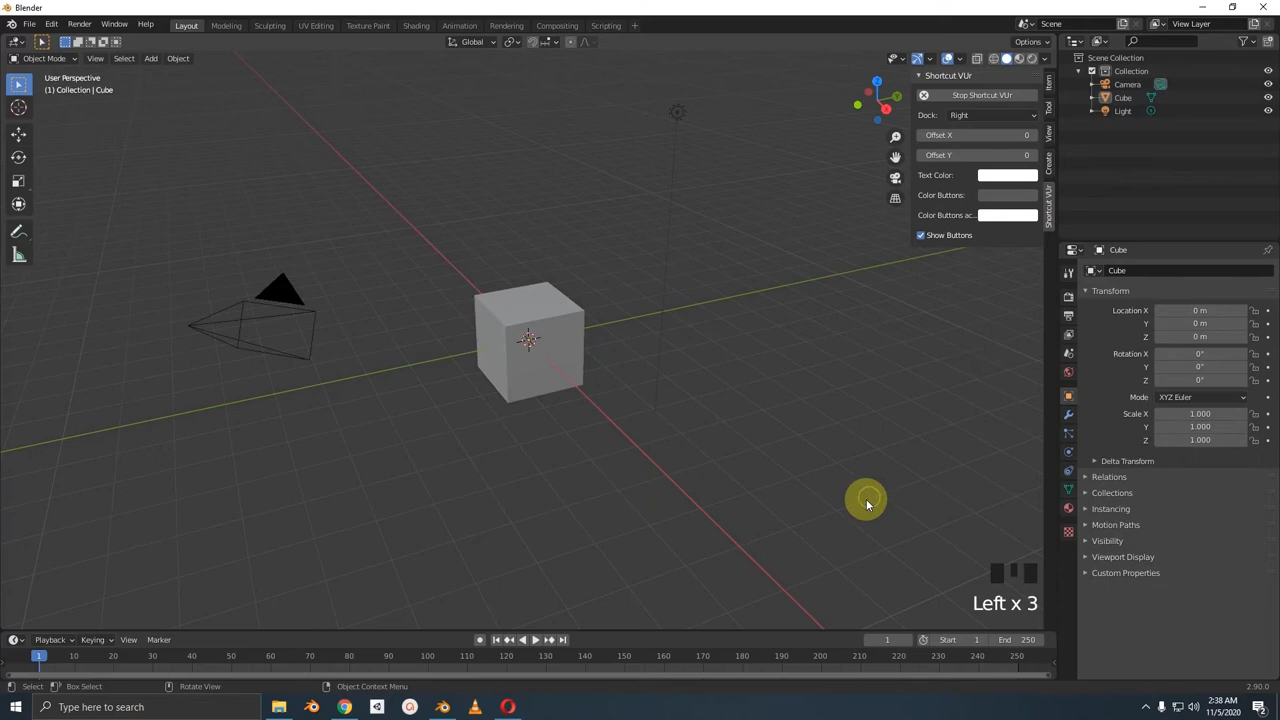 Blender
File Edit Render Window Help
Layout Modeling Sculpting UV Editing Texture Paint Shading Animation Rendering Compositing Scripting +
Scene
View Layer
Global
Options
Object Mode View Select Add Object
User Perspective
(1) Collection | Cube
Shortcut VUr
Stop Shortcut VUr
Dock: Right
Offset X 0
Offset Y 0
Text Color:
Color Buttons:
Color Buttons ac...
Show Buttons
Item
Tool
View
Create
Shortcut VUr
Z
Y
X
Scene Collection
Collection
Camera
Cube
Light
Cube
Cube
Transform
Location X 0 m
Y 0 m
Z 0 m
Rotation X 0°
Y 0°
Z 0°
Mode XYZ Euler
Scale X 1.000
Y 1.000
Z 1.000
Delta Transform
Relations
Collections
Instancing
Motion Paths
Visibility
Viewport Display
Custom Properties
Left x 3
Playback Keying View Marker
1
Start 1 End 250
1 10 20 30 40 50 60 70 80 90 100 110 120 130 140 150 160 170 180 190 200 210 220 230 240 250
Select Box Select Rotate View Object Context Menu
2.90.0
Type here to search
2:38 AM
11/5/2020
2